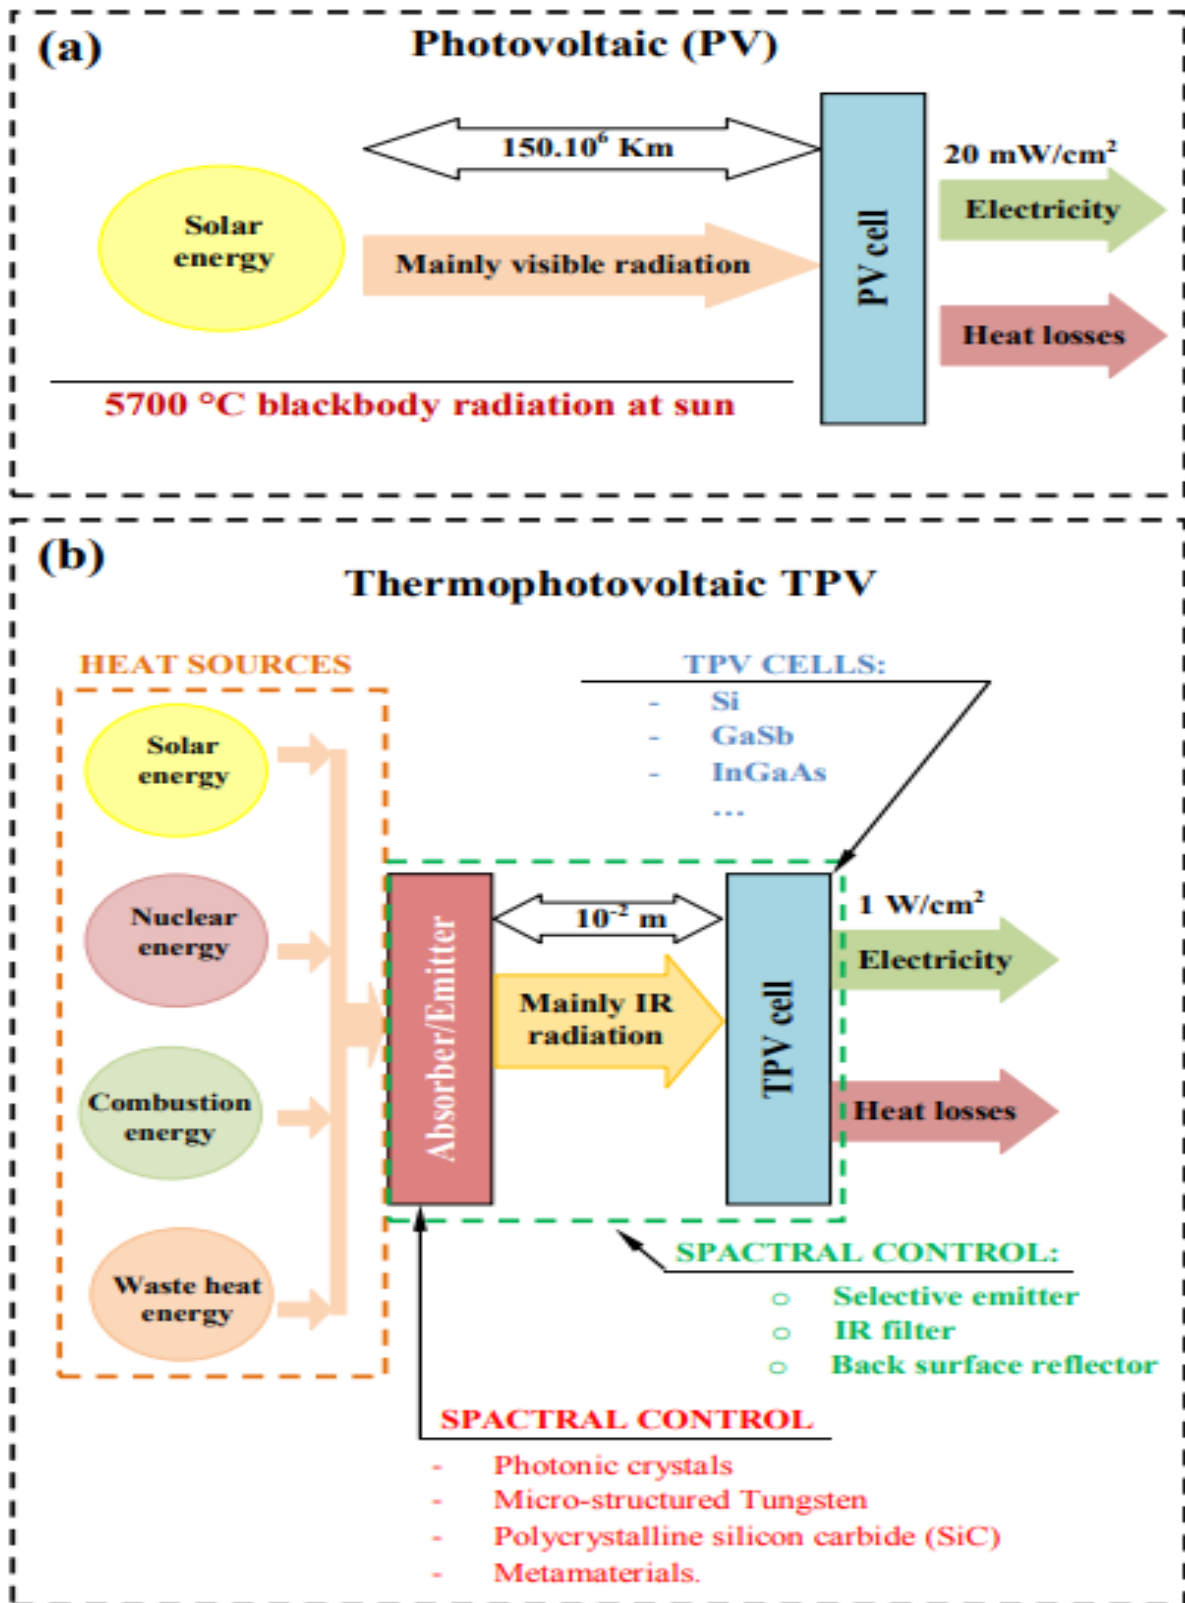 (a)
Photovoltaic (PV)
150.10⁶ Km
20 mW/cm²
Solar
energy
Mainly visible radiation
PV cell
Electricity
Heat losses
5700 °C blackbody radiation at sun
(b)
Thermophotovoltaic TPV
HEAT SOURCES
TPV CELLS:
- Si
- GaSb
- InGaAs
...
Solar
energy
Nuclear
energy
Combustion
energy
Waste heat
energy
Absorber/Emitter
10⁻² m
Mainly IR
radiation
TPV cell
1 W/cm²
Electricity
Heat losses
SPACTRAL CONTROL:
o Selective emitter
o IR filter
o Back surface reflector
SPACTRAL CONTROL
- Photonic crystals
- Micro-structured Tungsten
- Polycrystalline silicon carbide (SiC)
- Metamaterials.